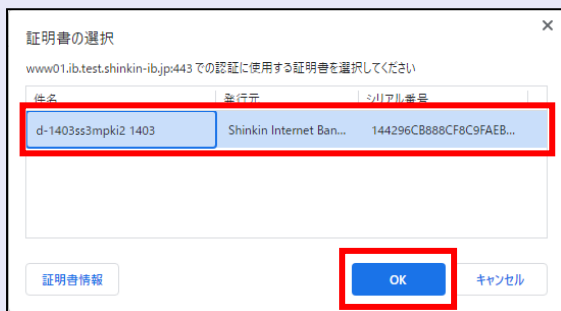 証明書の選択
www01.ib.test.shinkin-ib.jp:443 での認証に使用する証明書を選択してください
件名 発行元 シリアル番号
d-1403ss3mpki2 1403 Shinkin Internet Ban... 144296CB888CF8C9FAEB...
証明書情報 OK キャンセル